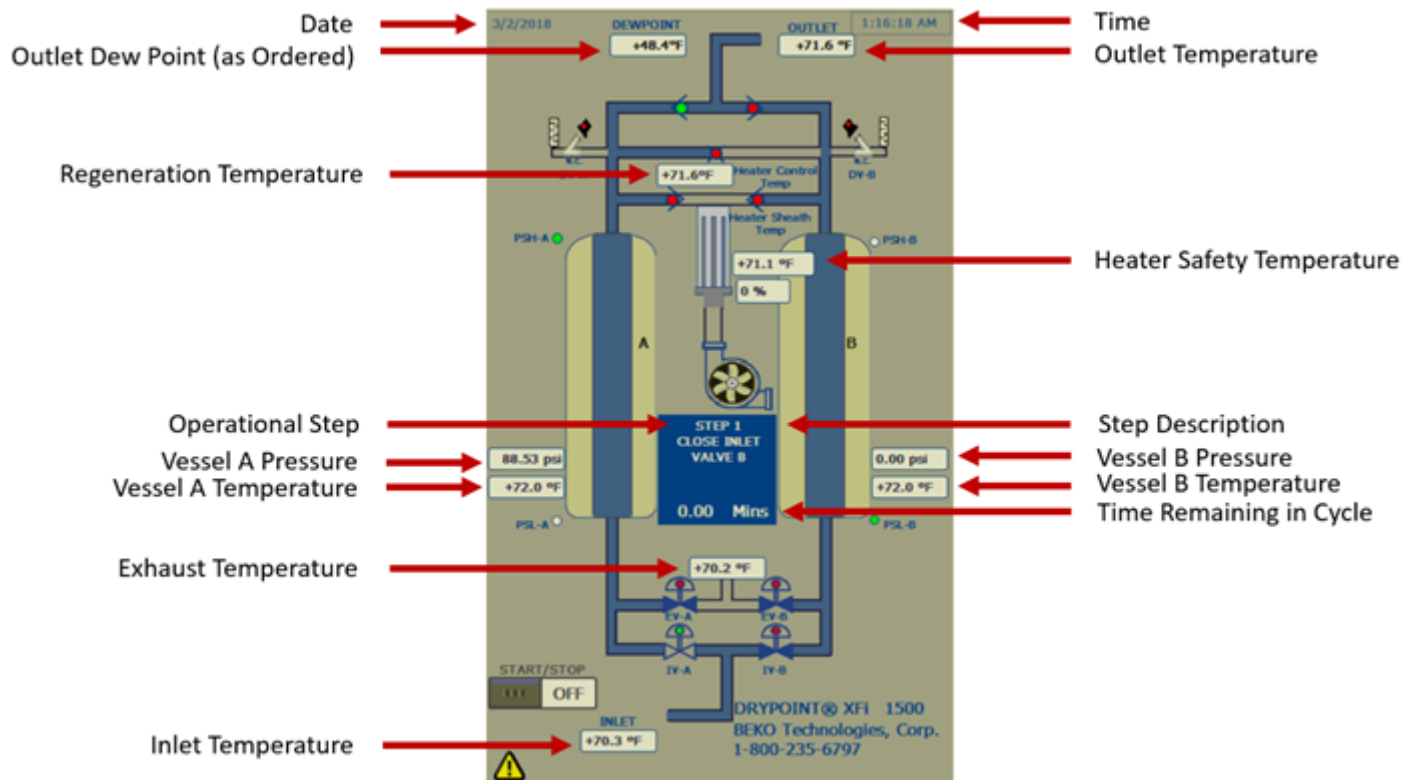 Date
3/2/2018
DEWPOINT
OUTLET
1:16:18 AM
Time
Outlet Dew Point (as Ordered)
+48.4°F
+71.6 °F
Outlet Temperature
N.C.
N.C.
DV-B
Regeneration Temperature
+71.6°F
Heater Control
Temp
Heater Sheath
Temp
PSH-A
PSH-B
+71.1 °F
Heater Safety Temperature
0 %
A
B
Operational Step
STEP 1
CLOSE INLET
VALVE B
Step Description
Vessel A Pressure
88.53 psi
0.00 psi
Vessel B Pressure
Vessel A Temperature
+72.0 °F
+72.0 °F
Vessel B Temperature
0.00 Mins
Time Remaining in Cycle
PSL-A
PSL-B
Exhaust Temperature
+70.2 °F
EV-A
EV-B
IV-A
IV-B
START/STOP
OFF
DRYPOINT® XFi 1500
BEKO Technologies, Corp.
1-800-235-6797
INLET
Inlet Temperature
+70.3 °F